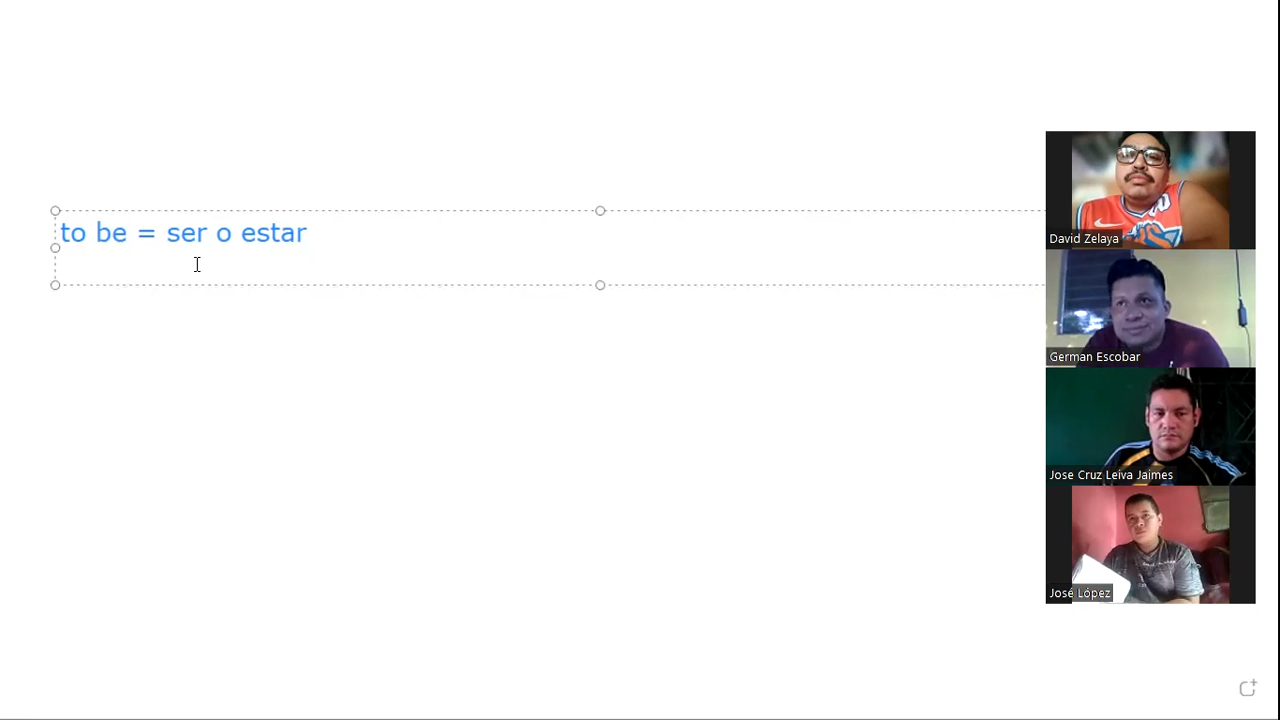 to be = ser o estar
David Zelaya
German Escobar
Jose Cruz Leiva Jaimes
José López